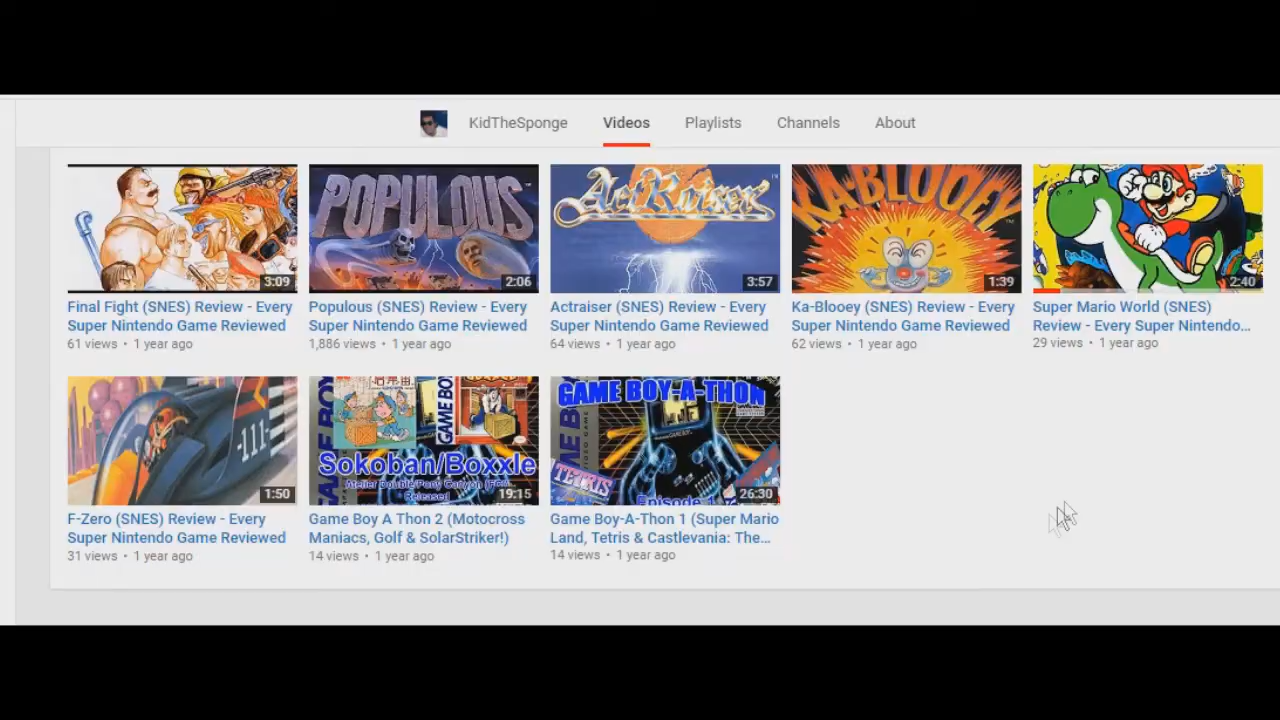 KidTheSponge Videos Playlists Channels About
POPULOUS
ActRaiser
KA-BLOOEY
3:09
2:06
3:57
1:39
2:40
Final Fight (SNES) Review - Every
Super Nintendo Game Reviewed
61 views • 1 year ago
Populous (SNES) Review - Every
Super Nintendo Game Reviewed
1,886 views • 1 year ago
Actraiser (SNES) Review - Every
Super Nintendo Game Reviewed
64 views • 1 year ago
Ka-Blooey (SNES) Review - Every
Super Nintendo Game Reviewed
62 views • 1 year ago
Super Mario World (SNES)
Review - Every Super Nintendo...
29 views • 1 year ago
-111-
1:50
GAME BOY
GAME BOY
Sokoban/Boxxle
Released
19:15
GAME BOY-A-THON
TETRIS
Episode 1
26:30
F-Zero (SNES) Review - Every
Super Nintendo Game Reviewed
31 views • 1 year ago
Game Boy A Thon 2 (Motocross
Maniacs, Golf & SolarStriker!)
14 views • 1 year ago
Game Boy-A-Thon 1 (Super Mario
Land, Tetris & Castlevania: The...
14 views • 1 year ago